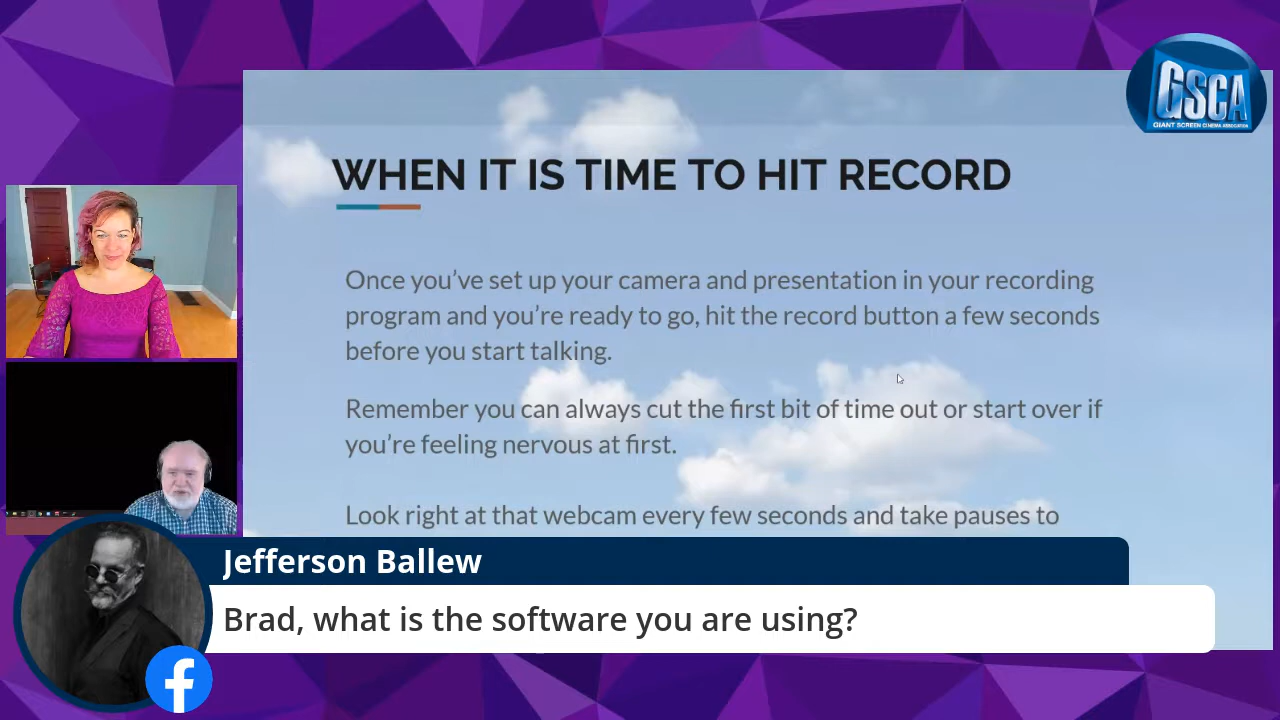 GSCA
GIANT SCREEN CINEMA ASSOCIATION
WHEN IT IS TIME TO HIT RECORD
Once you’ve set up your camera and presentation in your recording
program and you’re ready to go, hit the record button a few seconds
before you start talking.
Remember you can always cut the first bit of time out or start over if
you’re feeling nervous at first.
Look right at that webcam every few seconds and take pauses to
Jefferson Ballew
Brad, what is the software you are using?